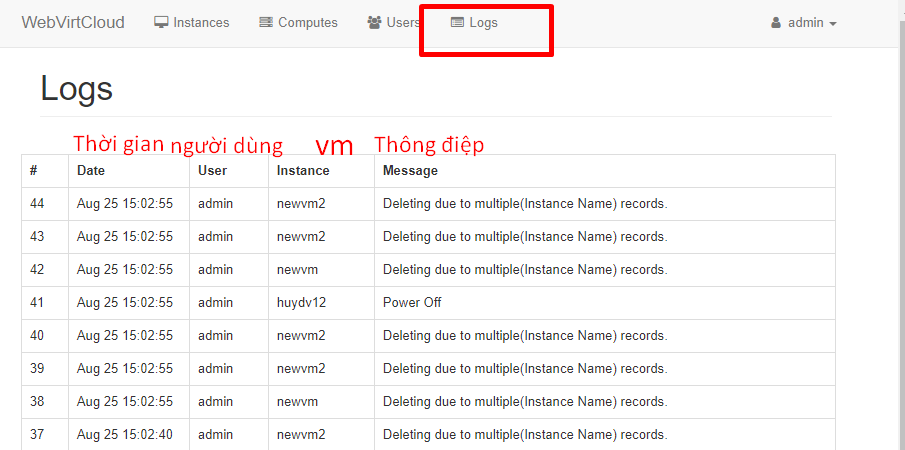 WebVirtCloud Instances Computes Users Logs admin
Logs
Thời gian người dùng vm Thông điệp
# Date User Instance Message
44 Aug 25 15:02:55 admin newvm2 Deleting due to multiple(Instance Name) records.
43 Aug 25 15:02:55 admin newvm2 Deleting due to multiple(Instance Name) records.
42 Aug 25 15:02:55 admin newvm Deleting due to multiple(Instance Name) records.
41 Aug 25 15:02:55 admin huydv12 Power Off
40 Aug 25 15:02:55 admin newvm2 Deleting due to multiple(Instance Name) records.
39 Aug 25 15:02:55 admin newvm2 Deleting due to multiple(Instance Name) records.
38 Aug 25 15:02:55 admin newvm Deleting due to multiple(Instance Name) records.
37 Aug 25 15:02:40 admin newvm2 Deleting due to multiple(Instance Name) records.